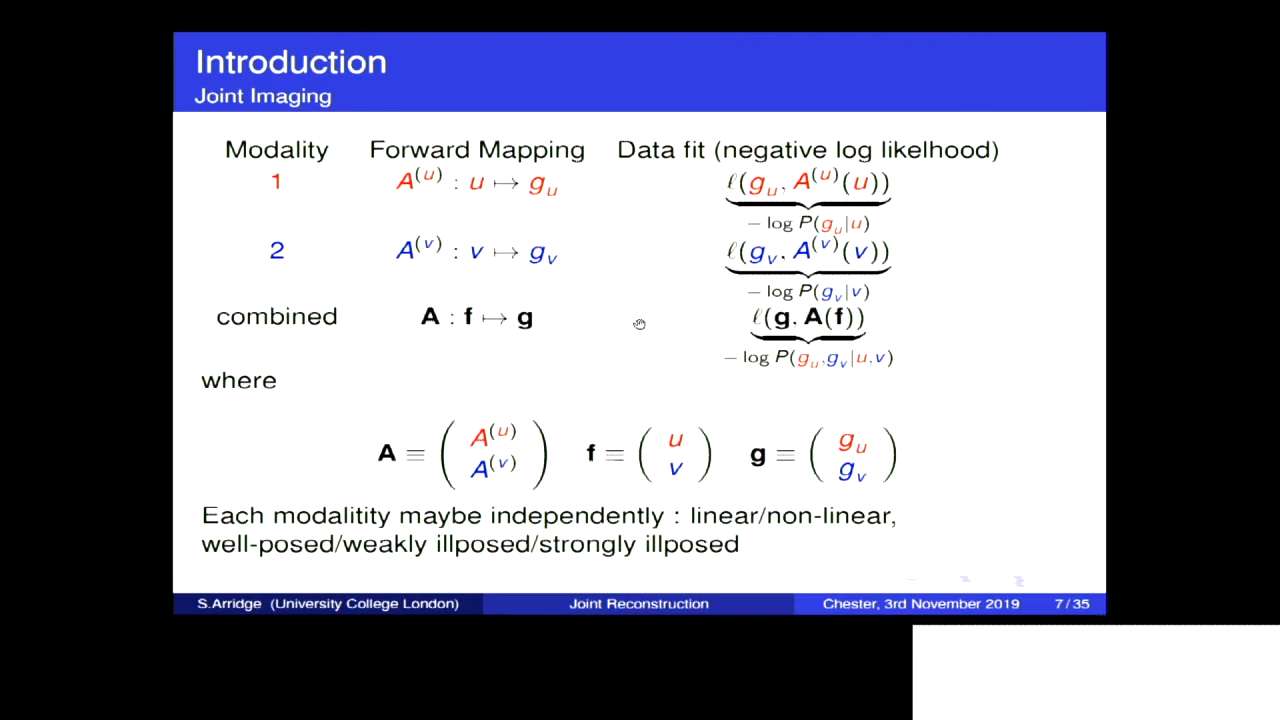 Introduction
Joint Imaging
Modality Forward Mapping Data fit (negative log likelhood)
1 A^(u) : u ↦ g_u ℓ(g_u, A^(u)(u))
− log P(g_u|u)
2 A^(v) : v ↦ g_v ℓ(g_v, A^(v)(v))
− log P(g_v|v)
combined A : f ↦ g ℓ(g, A(f))
− log P(g_u,g_v|u,v)
where
A ≡ ( A^(u) A^(v) ) f ≡ ( u v ) g ≡ ( g_u g_v )
Each modalitity maybe independently : linear/non-linear,
well-posed/weakly illposed/strongly illposed
S.Arridge (University College London) Joint Reconstruction Chester, 3rd November 2019 7 / 35